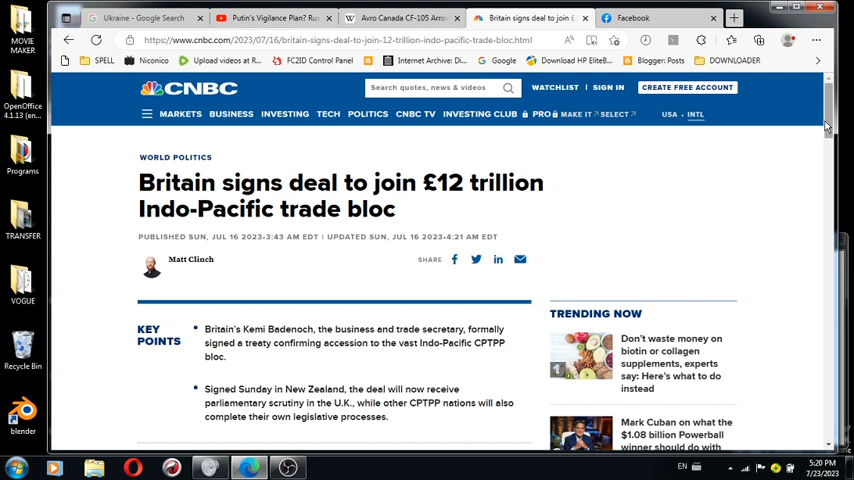 Ukraine - Google Search
Putin's Vigilance Plan? Rus
Avro Canada CF-105 Arrow
Britain signs deal to join £
Facebook
https://www.cnbc.com/2023/07/16/britain-signs-deal-to-join-12-trillion-indo-pacific-trade-bloc.html
SPELL
Niconico
Upload videos at R...
FC2ID Control Panel
Internet Archive: Di...
Google
Download HP EliteB...
Blogger: Posts
DOWNLOADER
CNBC
Search quotes, news & videos
WATCHLIST
SIGN IN
CREATE FREE ACCOUNT
MARKETS
BUSINESS
INVESTING
TECH
POLITICS
CNBC TV
INVESTING CLUB
PRO
MAKE IT
SELECT
USA • INTL
WORLD POLITICS
Britain signs deal to join £12 trillion
Indo-Pacific trade bloc
PUBLISHED SUN, JUL 16 2023•3:43 AM EDT | UPDATED SUN, JUL 16 2023•4:21 AM EDT
Matt Clinch
SHARE
KEY
POINTS
• Britain's Kemi Badenoch, the business and trade secretary, formally
signed a treaty confirming accession to the vast Indo-Pacific CPTPP
bloc.
• Signed Sunday in New Zealand, the deal will now receive
parliamentary scrutiny in the U.K., while other CPTPP nations will also
complete their own legislative processes.
TRENDING NOW
1
Don't waste money on
biotin or collagen
supplements, experts
say: Here's what to do
instead
Mark Cuban on what the
$1.08 billion Powerball
winner should do with
MOVIE
MAKER
OpenOffice
4.1.13 (en...
Programs
TRANSFER
VOGUE
Recycle Bin
blender
EN
5:20 PM
7/23/2023